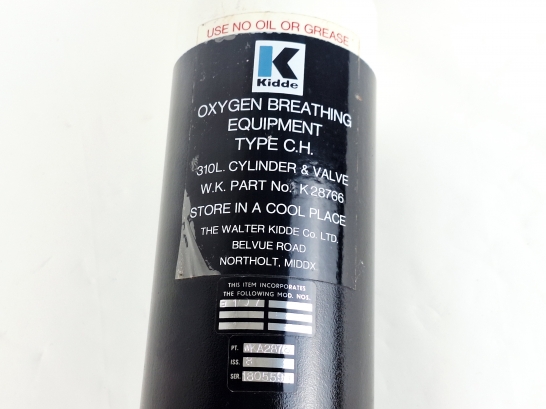 USE NO OIL OR GREASE
Kidde
OXYGEN BREATHING
EQUIPMENT
TYPE C.H.
310L. CYLINDER & VALVE
W.K. PART No. K28766
STORE IN A COOL PLACE
THE WALTER KIDDE Co. LTD.
BELVUE ROAD
NORTHOLT, MIDDX.
THIS ITEM INCORPORATES
THE FOLLOWING MOD. NOS.
PT.
ISS.
SER.